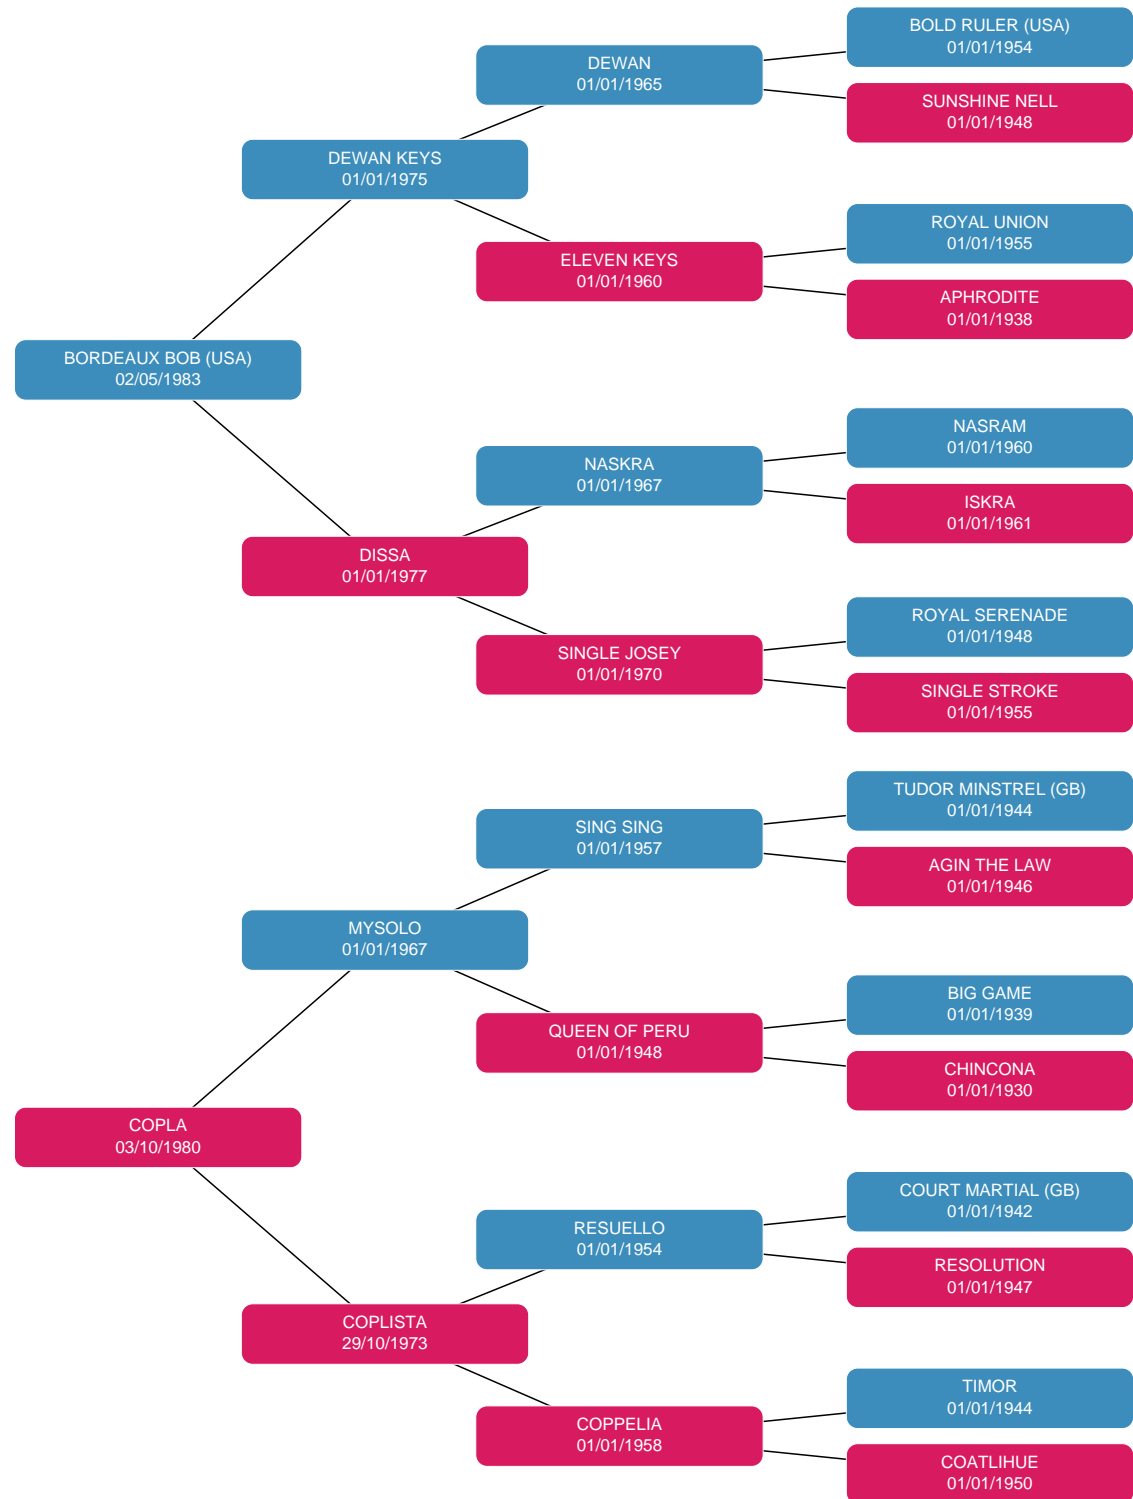 BOLD RULER (USA)
01/01/1954
DEWAN
01/01/1965
SUNSHINE NELL
01/01/1948
DEWAN KEYS
01/01/1975
ROYAL UNION
01/01/1955
ELEVEN KEYS
01/01/1960
APHRODITE
01/01/1938
BORDEAUX BOB (USA)
02/05/1983
NASRAM
01/01/1960
NASKRA
01/01/1967
ISKRA
01/01/1961
DISSA
01/01/1977
ROYAL SERENADE
01/01/1948
SINGLE JOSEY
01/01/1970
SINGLE STROKE
01/01/1955
TUDOR MINSTREL (GB)
01/01/1944
SING SING
01/01/1957
AGIN THE LAW
01/01/1946
MYSOLO
01/01/1967
BIG GAME
01/01/1939
QUEEN OF PERU
01/01/1948
CHINCONA
01/01/1930
COPLA
03/10/1980
COURT MARTIAL (GB)
01/01/1942
RESUELLO
01/01/1954
RESOLUTION
01/01/1947
COPLISTA
29/10/1973
TIMOR
01/01/1944
COPPELIA
01/01/1958
COATLIHUE
01/01/1950